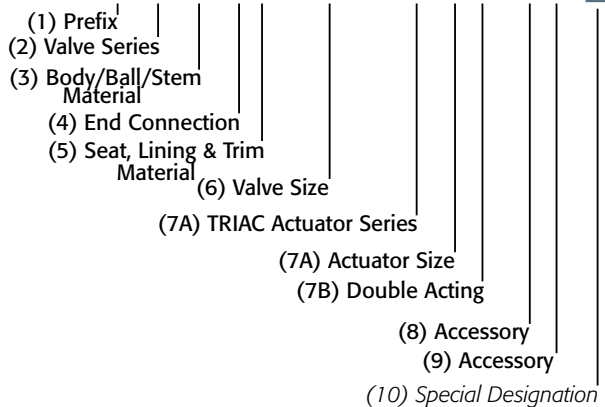 (1) Prefix
(2) Valve Series
(3) Body/Ball/Stem
Material
(4) End Connection
(5) Seat, Lining & Trim
Material
(6) Valve Size
(7A) TRIAC Actuator Series
(7A) Actuator Size
(7B) Double Acting
(8) Accessory
(9) Accessory
(10) Special Designation